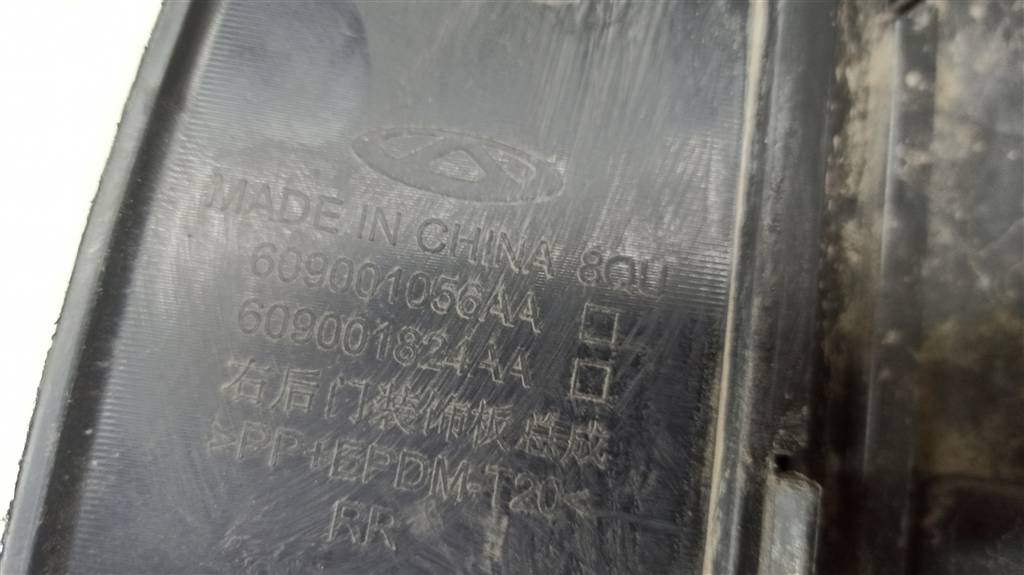 MADE IN CHINA 8QU
609001056AA □
609001824AA □
右后门装饰板总成
>PP+EPDM-T20<
RR